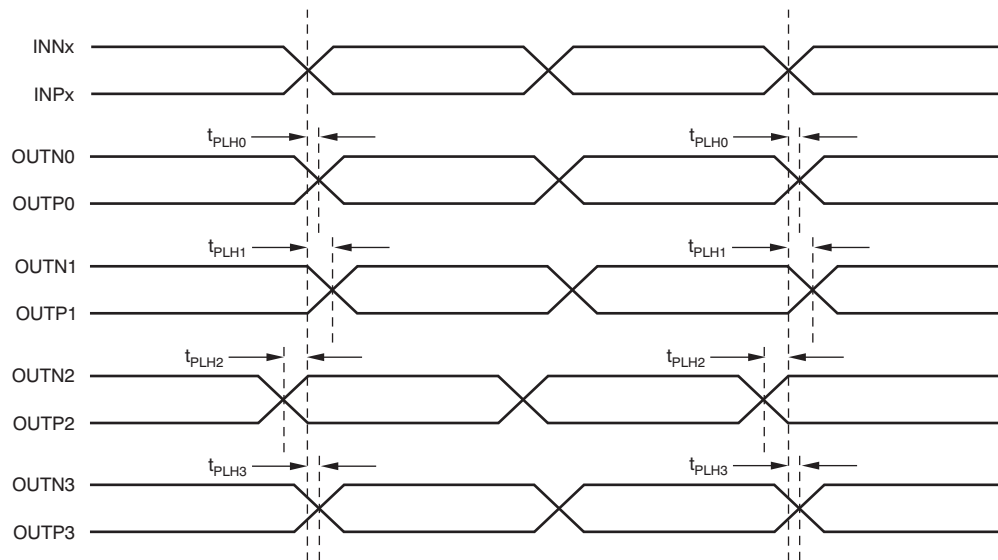 INNx
INPx
tPLH0 tPLH0
OUTN0
OUTP0
tPLH1 tPLH1
OUTN1
OUTP1
tPLH2 tPLH2
OUTN2
OUTP2
tPLH3 tPLH3
OUTN3
OUTP3